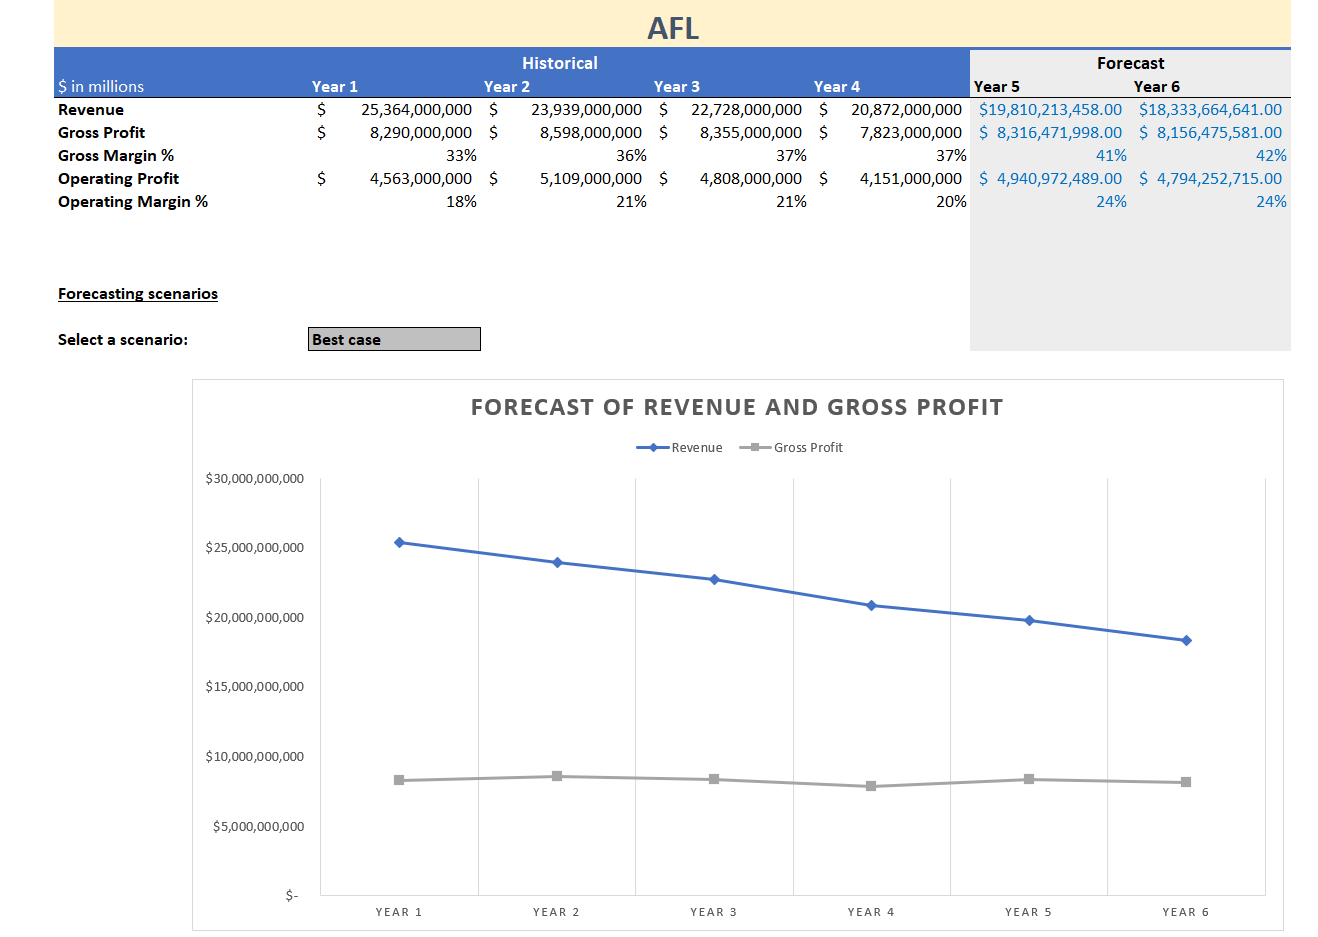 AFL
Historical Forecast
$ in millions Year 1 Year 2 Year 3 Year 4 Year 5 Year 6
Revenue $ 25,364,000,000 $ 23,939,000,000 $ 22,728,000,000 $ 20,872,000,000 $19,810,213,458.00 $18,333,664,641.00
Gross Profit $ 8,290,000,000 $ 8,598,000,000 $ 8,355,000,000 $ 7,823,000,000 $ 8,316,471,998.00 $ 8,156,475,581.00
Gross Margin % 33% 36% 37% 37% 41% 42%
Operating Profit $ 4,563,000,000 $ 5,109,000,000 $ 4,808,000,000 $ 4,151,000,000 $ 4,940,972,489.00 $ 4,794,252,715.00
Operating Margin % 18% 21% 21% 20% 24% 24%
Forecasting scenarios
Select a scenario: Best case
FORECAST OF REVENUE AND GROSS PROFIT
Revenue Gross Profit
$30,000,000,000
$25,000,000,000
$20,000,000,000
$15,000,000,000
$10,000,000,000
$5,000,000,000
$-
YEAR 1 YEAR 2 YEAR 3 YEAR 4 YEAR 5 YEAR 6